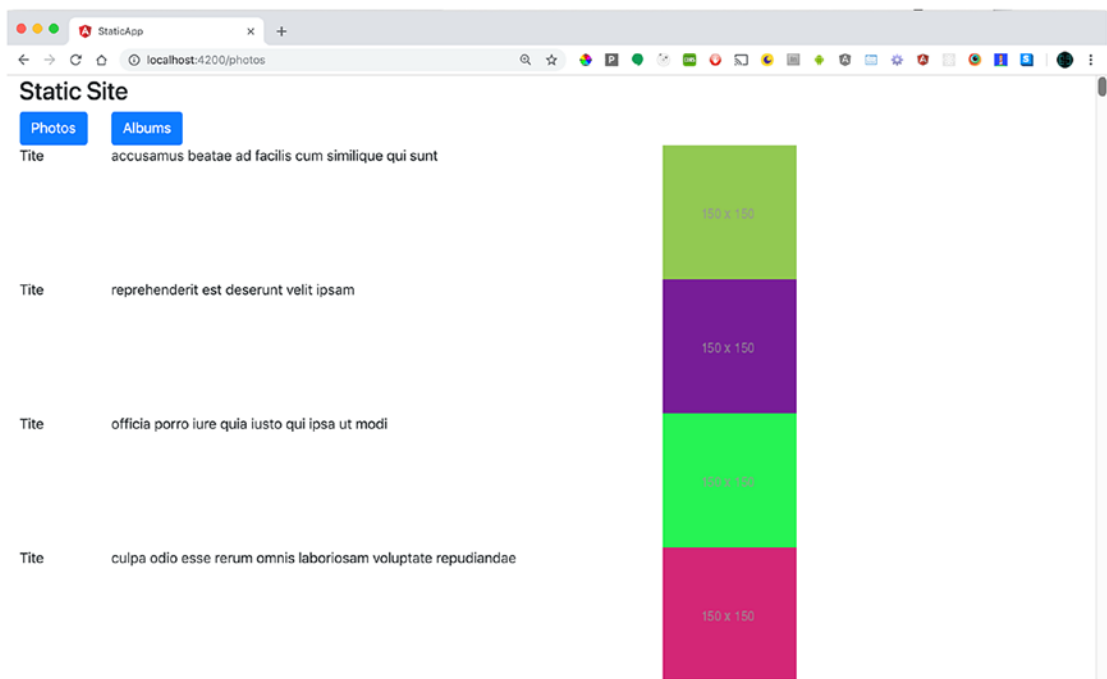 StaticApp
localhost:4200/photos
Static Site
Photos Albums
Tite accusamus beatae ad facilis cum similique qui sunt
150 x 150
Tite reprehenderit est deserunt velit ipsam
150 x 150
Tite officia porro iure quia iusto qui ipsa ut modi
150 x 150
Tite culpa odio esse rerum omnis laboriosam voluptate repudiandae
150 x 150